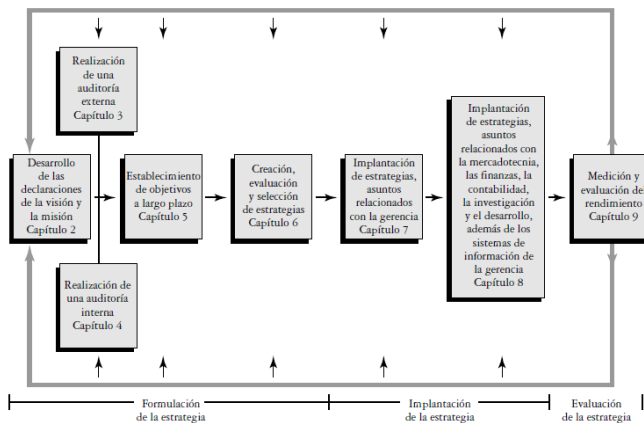 Realización
de una
auditoría
externa
Capítulo 3
Desarrollo
de las
declaraciones
de la visión y
la misión
Capítulo 2
Establecimiento
de objetivos
a largo plazo
Capítulo 5
Creación,
evaluación
y selección
de estrategias
Capítulo 6
Implantación
de estrategias,
asuntos
relacionados
con la gerencia
Capítulo 7
Implantación
de estrategias,
asuntos
relacionados con
la mercadotecnia,
las finanzas, la
contabilidad,
la investigación
y el desarrollo,
además de los
sistemas de
información de
la gerencia
Capítulo 8
Medición y
evaluación del
rendimiento
Capítulo 9
Realización de
una auditoría
interna
Capítulo 4
Formulación
de la estrategia
Implantación
de la estrategia
Evaluación
de la estrategia